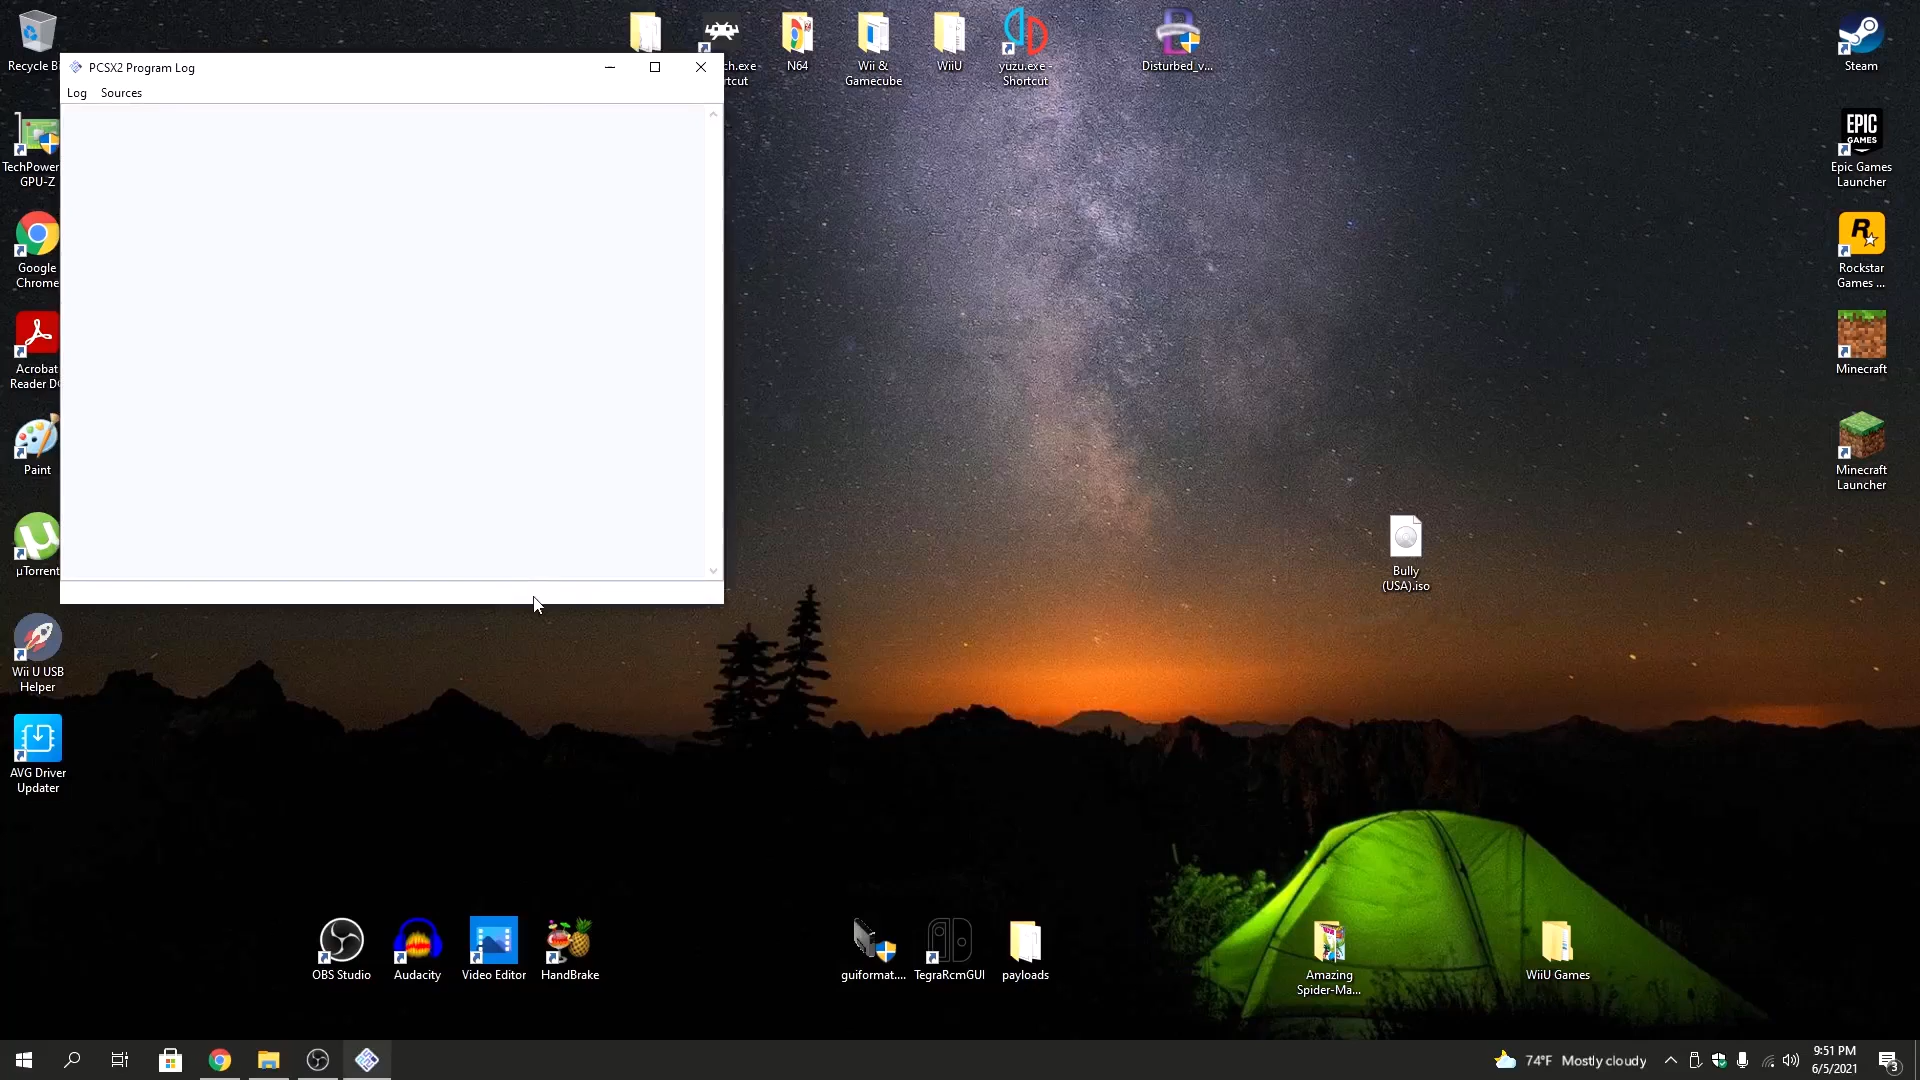 PCSX2 Program Log
Log Sources
Recycle Bi
TechPower
GPU-Z
Google
Chrome
Acrobat
Reader DC
Paint
µTorrent
Wii U USB
Helper
AVG Driver
Updater
ch.exe
rtcut
N64
Wii &
Gamecube
WiiU
yuzu.exe -
Shortcut
Disturbed_v...
Steam
EPIC
GAMES
Epic Games
Launcher
R
Rockstar
Games ...
Minecraft
Minecraft
Launcher
Bully
(USA).iso
OBS Studio
Audacity
Video Editor
HandBrake
guiformat....
TegraRcmGUI
payloads
Amazing
Spider-Ma...
WiiU Games
74°F Mostly cloudy
9:51 PM
6/5/2021
3